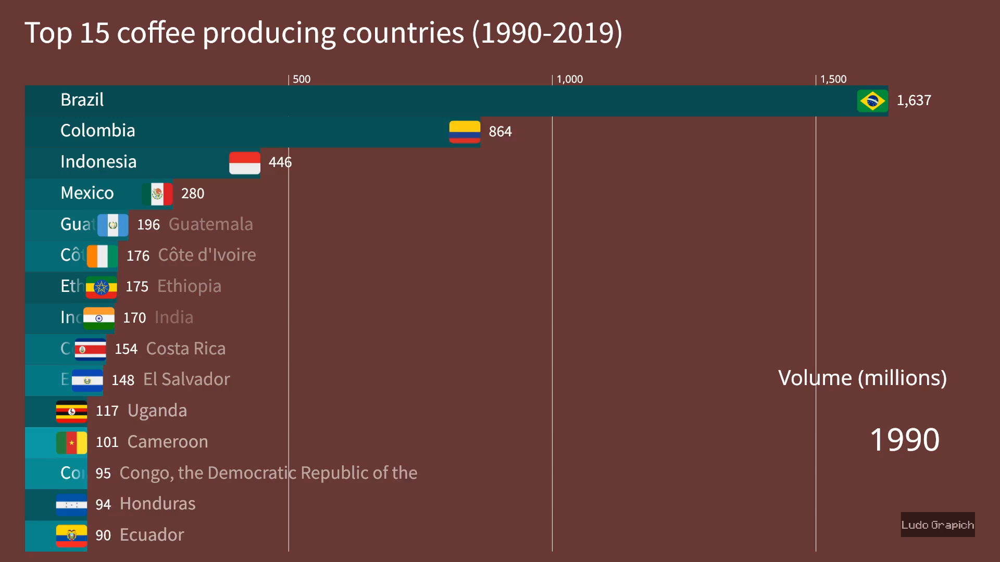 Top 15 coffee producing countries (1990-2019)
500 1,000 1,500
Brazil 1,637
Colombia 864
Indonesia 446
Mexico 280
Guat 196 Guatemala
Côt 176 Côte d'Ivoire
Eth 175 Ethiopia
Ind 170 India
C 154 Costa Rica
E 148 El Salvador
Volume (millions)
117 Uganda
101 Cameroon
1990
Con 95 Congo, the Democratic Republic of the
94 Honduras
90 Ecuador
Ludo Grapich